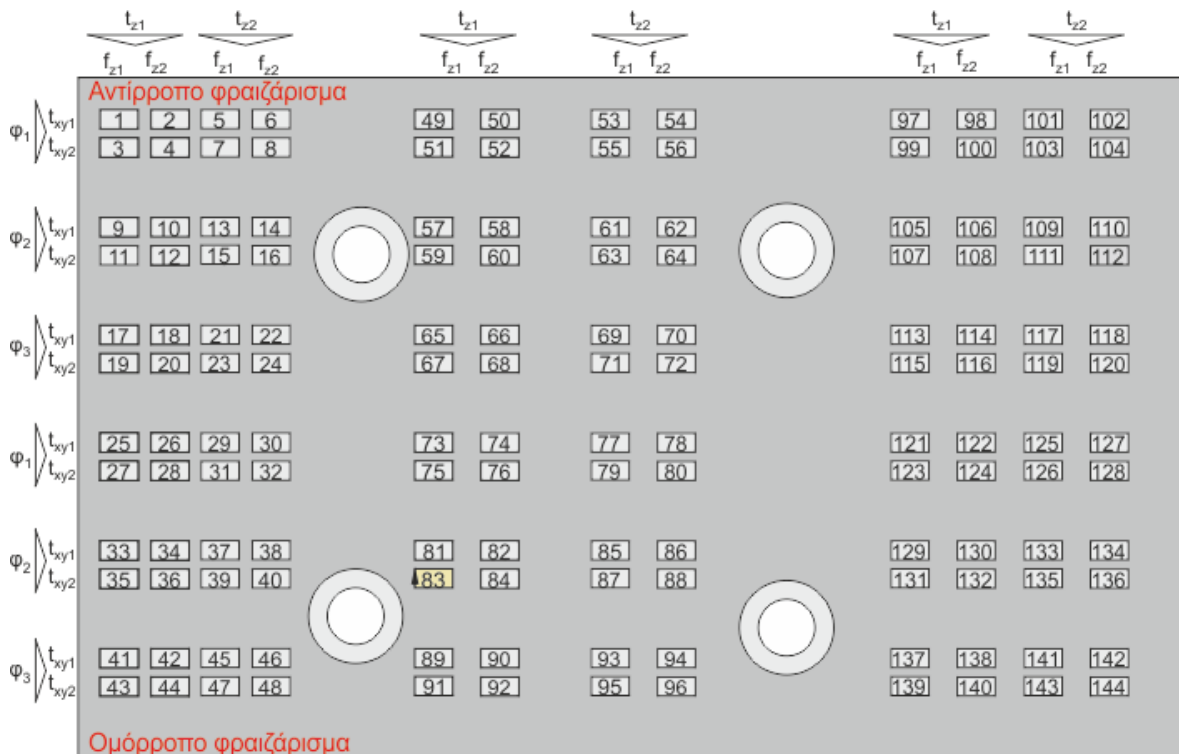 t_z1 t_z2 t_z1 t_z2 t_z1 t_z2
f_z1 f_z2 f_z1 f_z2 f_z1 f_z2 f_z1 f_z2 f_z1 f_z2 f_z1 f_z2
Αντίρροπο φραιζάρισμα
φ_1 t_xy1 1 2 5 6 49 50 53 54 97 98 101 102
t_xy2 3 4 7 8 51 52 55 56 99 100 103 104
φ_2 t_xy1 9 10 13 14 57 58 61 62 105 106 109 110
t_xy2 11 12 15 16 59 60 63 64 107 108 111 112
φ_3 t_xy1 17 18 21 22 65 66 69 70 113 114 117 118
t_xy2 19 20 23 24 67 68 71 72 115 116 119 120
φ_1 t_xy1 25 26 29 30 73 74 77 78 121 122 125 127
t_xy2 27 28 31 32 75 76 79 80 123 124 126 128
φ_2 t_xy1 33 34 37 38 81 82 85 86 129 130 133 134
t_xy2 35 36 39 40 83 84 87 88 131 132 135 136
φ_3 t_xy1 41 42 45 46 89 90 93 94 137 138 141 142
t_xy2 43 44 47 48 91 92 95 96 139 140 143 144
Ομόρροπο φραιζάρισμα